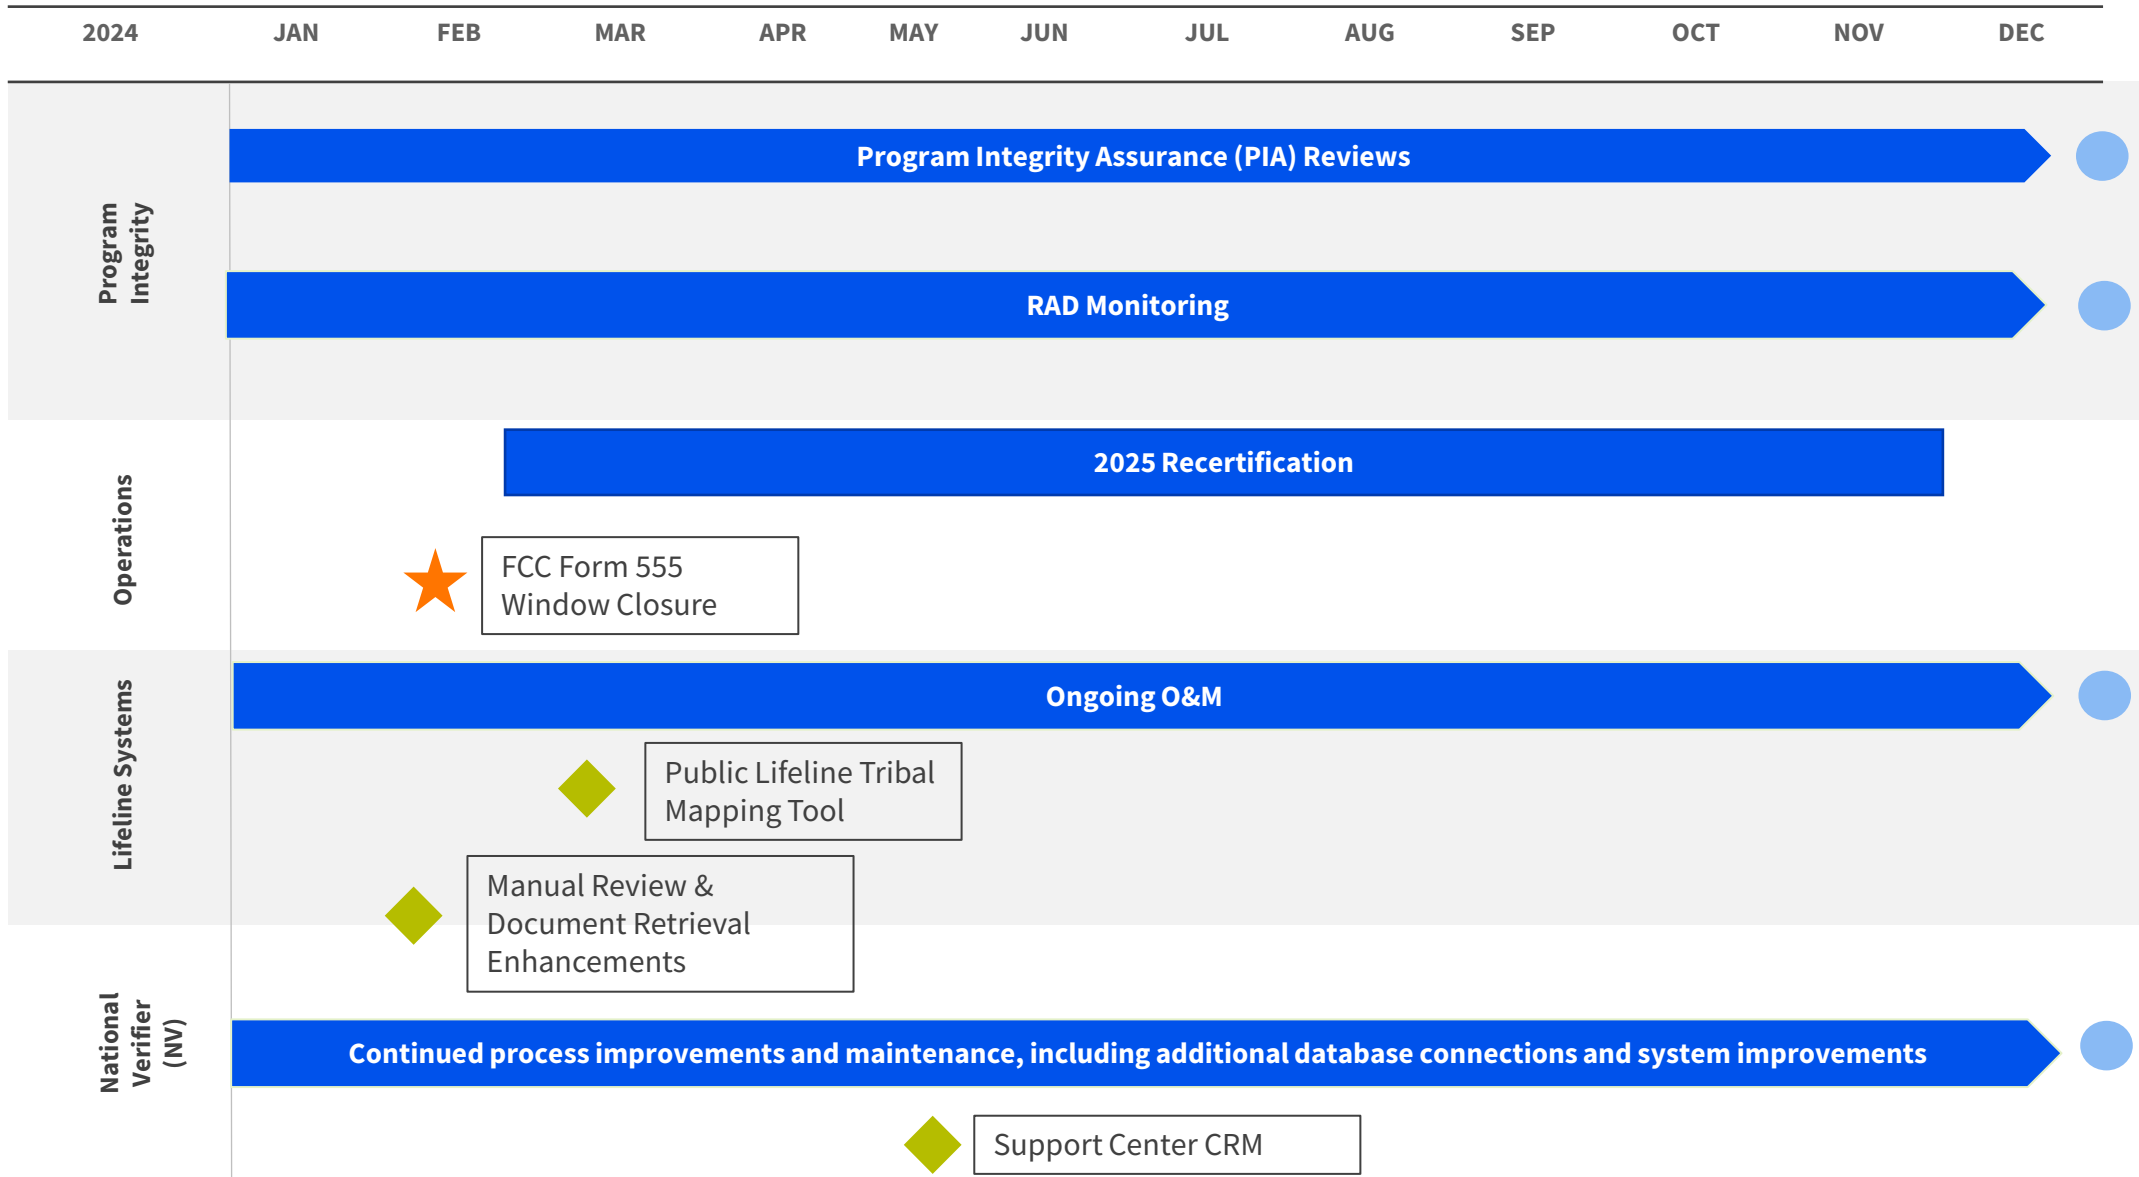 2024 JAN FEB MAR APR MAY JUN JUL AUG SEP OCT NOV DEC
Program
Integrity
Program Integrity Assurance (PIA) Reviews
RAD Monitoring
Operations
2025 Recertification
FCC Form 555
Window Closure
Lifeline Systems
Ongoing O&M
Public Lifeline Tribal
Mapping Tool
Manual Review &
Document Retrieval
Enhancements
National
Verifier
(NV)
Continued process improvements and maintenance, including additional database connections and system improvements
Support Center CRM